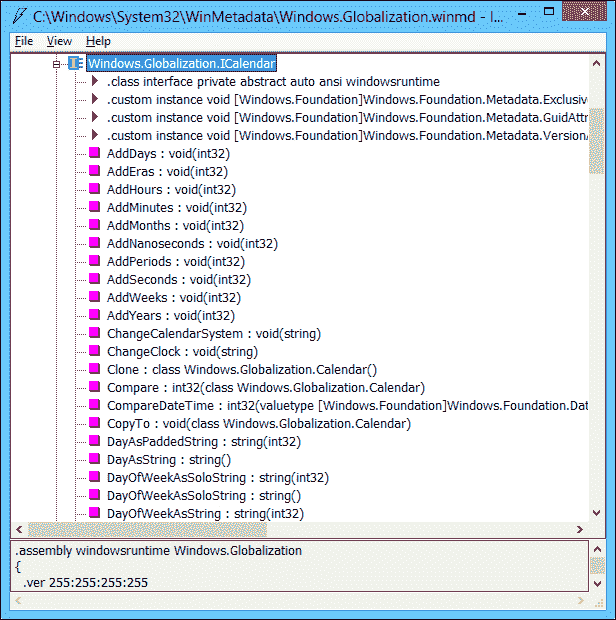 C:\Windows\System32\WinMetadata\Windows.Globalization.winmd - I...
File View Help
Windows.Globalization.ICalendar
.class interface private abstract auto ansi windowsruntime
.custom instance void [Windows.Foundation]Windows.Foundation.Metadata.Exclusive
.custom instance void [Windows.Foundation]Windows.Foundation.Metadata.GuidAttr
.custom instance void [Windows.Foundation]Windows.Foundation.Metadata.VersionA
AddDays : void(int32)
AddEras : void(int32)
AddHours : void(int32)
AddMinutes : void(int32)
AddMonths : void(int32)
AddNanoseconds : void(int32)
AddPeriods : void(int32)
AddSeconds : void(int32)
AddWeeks : void(int32)
AddYears : void(int32)
ChangeCalendarSystem : void(string)
ChangeClock : void(string)
Clone : class Windows.Globalization.Calendar()
Compare : int32(class Windows.Globalization.Calendar)
CompareDateTime : int32(valuetype [Windows.Foundation]Windows.Foundation.Dat
CopyTo : void(class Windows.Globalization.Calendar)
DayAsPaddedString : string(int32)
DayAsString : string()
DayOfWeekAsSoloString : string(int32)
DayOfWeekAsSoloString : string()
DayOfWeekAsString : string(int32)
.assembly windowsruntime Windows.Globalization
{
.ver 255:255:255:255